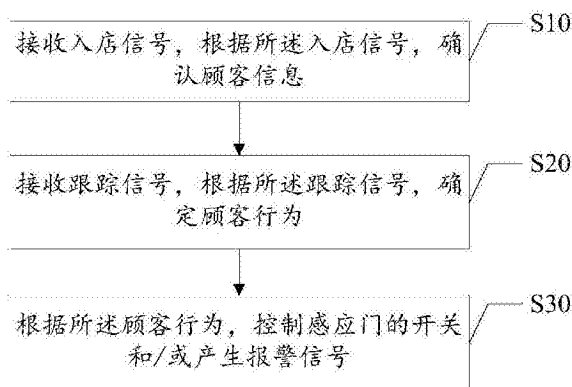 接收入店信号，根据所述入店信号，确
认顾客信息
S10
接收跟踪信号，根据所述跟踪信号，确
定顾客行为
S20
根据所述顾客行为，控制感应门的开关
和/或产生报警信号
S30